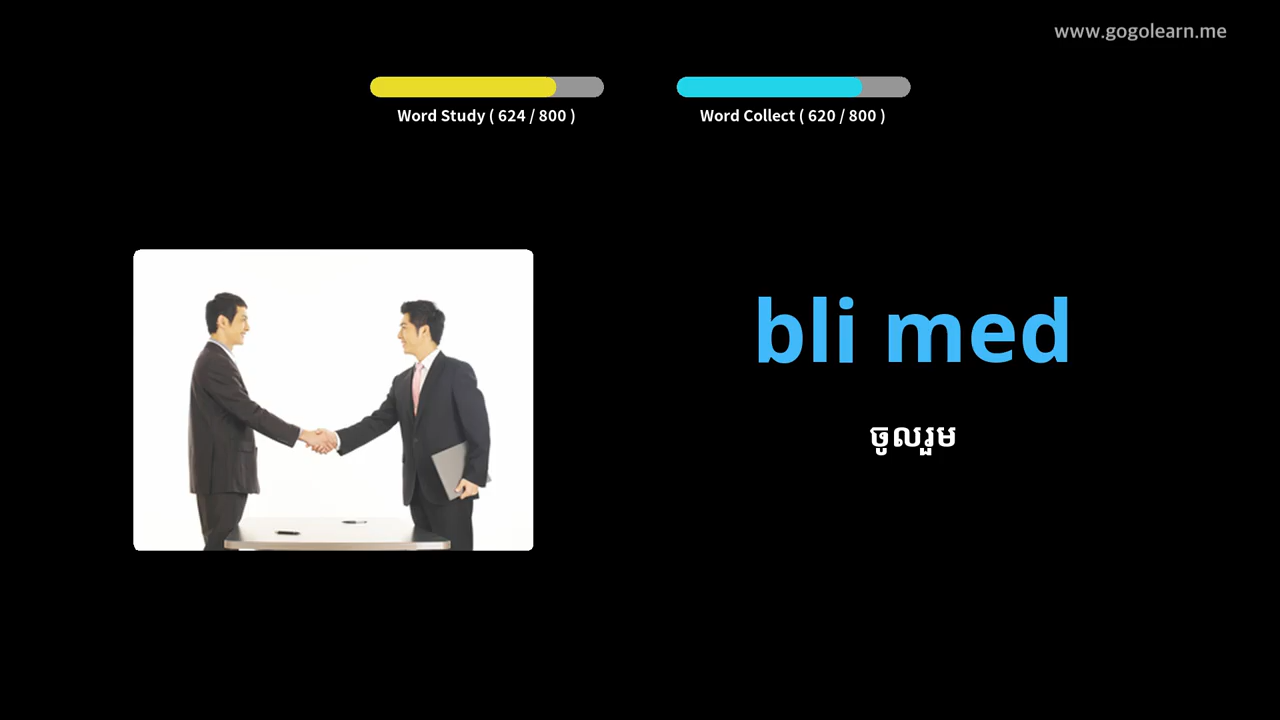 www.gogolearn.me
Word Study ( 624 / 800 )
Word Collect ( 620 / 800 )
bli med
ចូលរួម